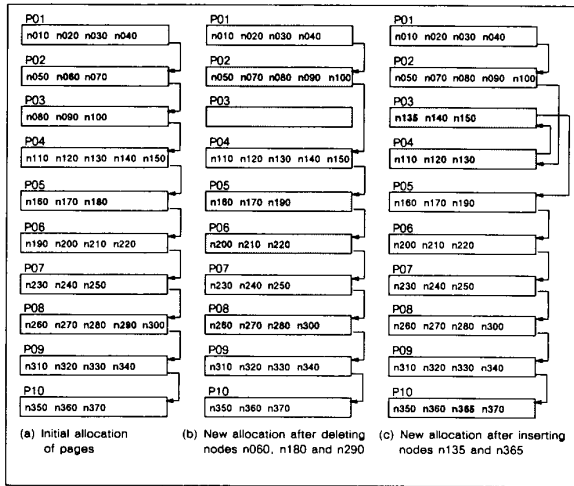 P01
n010 n020 n030 n040
P02
n050 n060 n070
P03
n080 n090 n100
P04
n110 n120 n130 n140 n150
P05
n160 n170 n180
P06
n190 n200 n210 n220
P07
n230 n240 n250
P08
n260 n270 n280 n290 n300
P09
n310 n320 n330 n340
P10
n350 n360 n370
(a) Initial allocation
of pages
P01
n010 n020 n030 n040
P02
n050 n070 n080 n090 n100
P03
P04
n110 n120 n130 n140 n150
P05
n160 n170 n190
P06
n200 n210 n220
P07
n230 n240 n250
P08
n260 n270 n280 n300
P09
n310 n320 n330 n340
P10
n350 n360 n370
(b) New allocation after deleting
nodes n060, n180 and n290
P01
n010 n020 n030 n040
P02
n050 n070 n080 n090 n100
P03
n135 n140 n150
P04
n110 n120 n130
P05
n160 n170 n190
P06
n200 n210 n220
P07
n230 n240 n250
P08
n260 n270 n280 n300
P09
n310 n320 n330 n340
P10
n350 n360 n365 n370
(c) New allocation after inserting
nodes n135 and n365